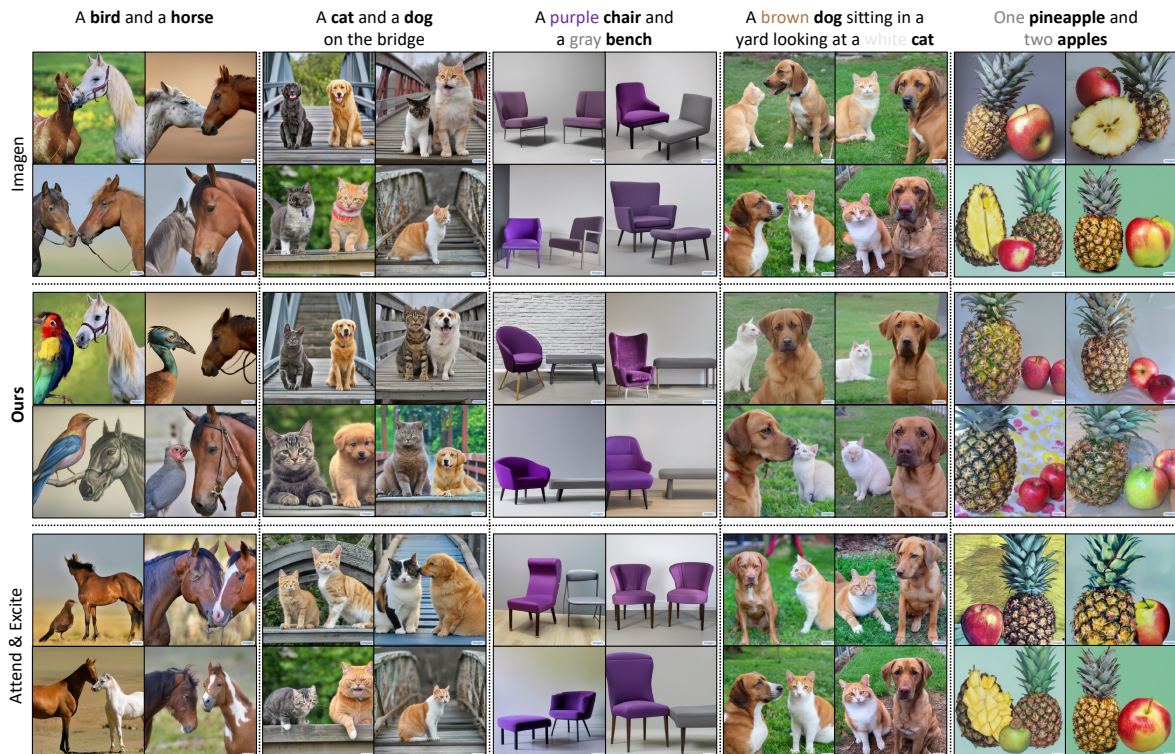 A bird and a horse
A cat and a dog
on the bridge
A purple chair and
a gray bench
A brown dog sitting in a
yard looking at a white cat
One pineapple and
two apples
Imagen
Ours
Attend & Excite